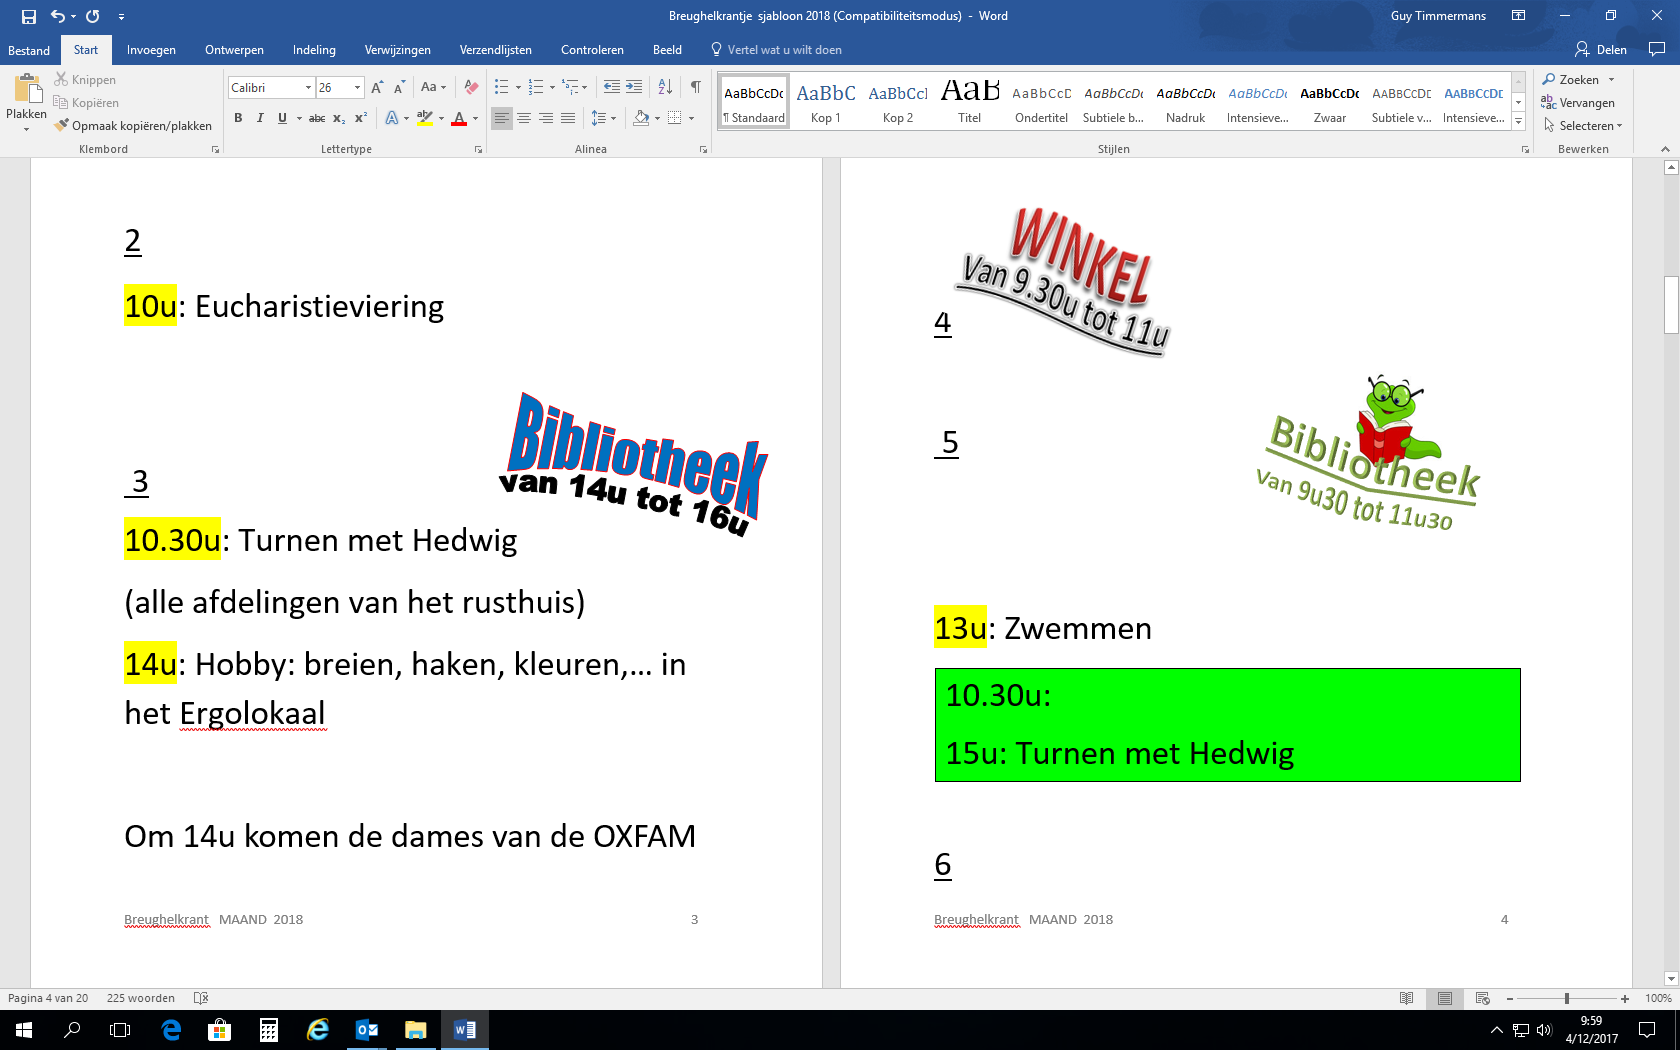 Breughelkrantje sjabloon 2018 (Compatibiliteitsmodus) - Word
Guy Timmermans
Bestand Start Invoegen Ontwerpen Indeling Verwijzingen Verzendlijsten Controleren Beeld Vertel wat u wilt doen Delen
Plakken
Knippen
Kopiëren
Opmaak kopiëren/plakken
Klembord
Calibri 26
Lettertype
Alinea
AaBbCcDc AaBbC AaBbCcI AaB AaBbCcD AaBbCcDc AaBbCcDc AaBbCcDc AaBbCcDc AABBCCDD AABBCCDE
¶ Standaard Kop 1 Kop 2 Titel Ondertitel Subtiele b... Nadruk Intensieve... Zwaar Subtiele v... Intensieve...
Stijlen
Zoeken
Vervangen
Selecteren
Bewerken
2
10u: Eucharistieviering
Bibliotheek
van 14u tot 16u
3
10.30u: Turnen met Hedwig
(alle afdelingen van het rusthuis)
14u: Hobby: breien, haken, kleuren,... in
het Ergolokaal
Om 14u komen de dames van de OXFAM
Breughelkrant MAAND 2018 3
WINKEL
Van 9.30u tot 11u
4
5
Bibliotheek
Van 9u30 tot 11u30
13u: Zwemmen
10.30u:
15u: Turnen met Hedwig
6
Breughelkrant MAAND 2018 4
Pagina 4 van 20 225 woorden 100%
9:59
4/12/2017